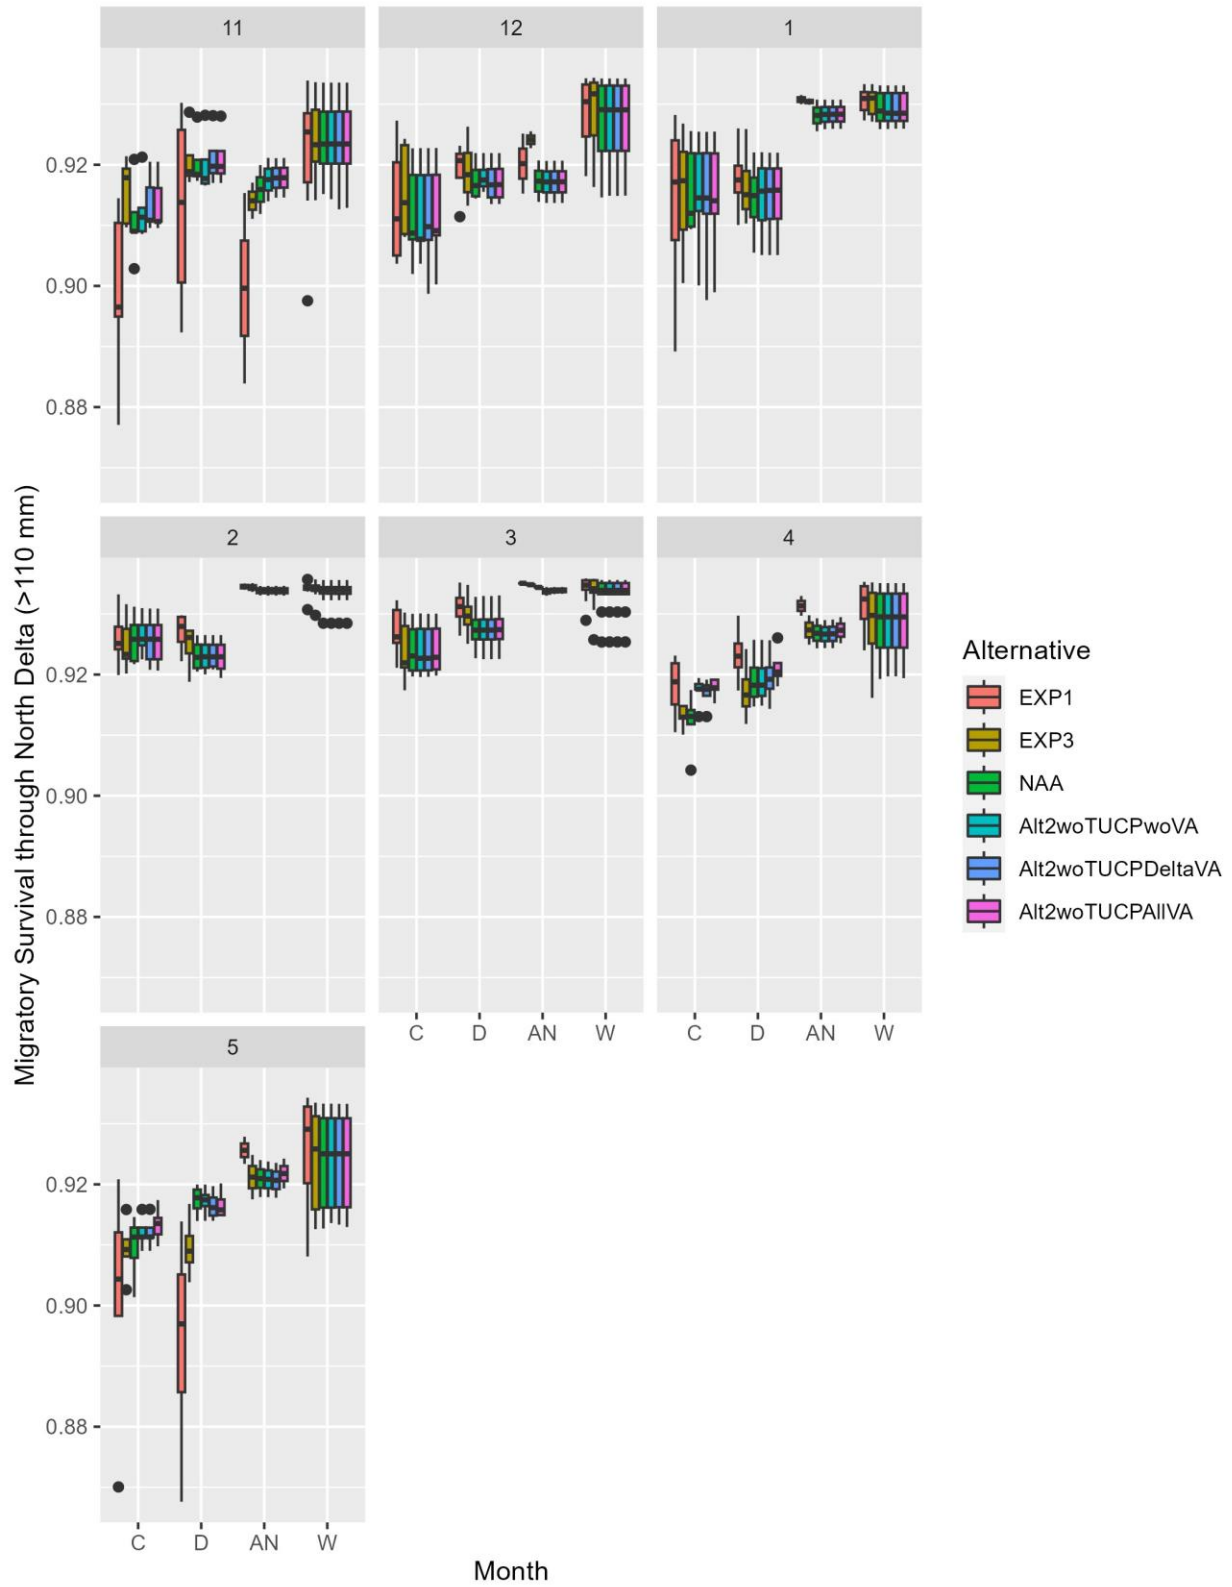 11
12
1
0.92
0.90
0.88
2
3
4
0.92
0.90
0.88
C D AN W
C D AN W
5
0.92
0.90
0.88
C D AN W
Month
Migratory Survival through North Delta (>110 mm)
Alternative
EXP1
EXP3
NAA
Alt2woTUCPwoVA
Alt2woTUCPDeltaVA
Alt2woTUCPAllVA